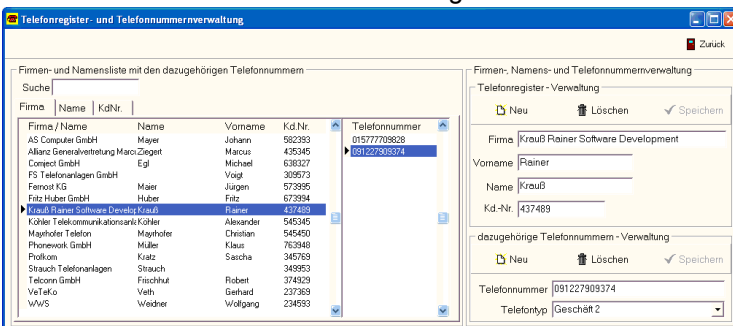 Telefonregister- und Telefonnummernverwaltung
Zurück
Firmen- und Namensliste mit den dazugehörigen Telefonnummern
Suche
Firma Name KdNr.
Firma / Name Name Vorname Kd.Nr. Telefonnummer
AS Computer GmbH Mayer Johann 582393 015777709828
Allianz Generalvertretung Marcu Ziegert Marcus 435345 091227909374
Comject GmbH Egl Michael 638327
FS Telefonanlagen GmbH Voigt 309573
Fernost KG Maier Jürgen 573995
Fritz Huber GmbH Huber Fritz 673994
Krauß Rainer Software Develop Krauß Rainer 437489
Köhler Telekommunikationsanla Köhler Alexander 545345
Mayrhofer Telefon Mayrhofer Christian 545450
Phonework GmbH Müller Klaus 763948
Profkom Kratz Sascha 345769
Strauch Telefonanlagen Strauch 349953
Telconn GmbH Frischhut Robert 374929
VeTeKo Veth Gerhard 237369
WWS Weidner Wolfgang 234593
Firmen-, Namens- und Telefonnummernverwaltung
Telefonregister - Verwaltung
Neu Löschen Speichern
Firma Krauß Rainer Software Development
Vorname Rainer
Name Krauß
Kd.-Nr. 437489
dazugehörige Telefonnummern - Verwaltung
Neu Löschen Speichern
Telefonnummer 091227909374
Telefontyp Geschäft 2